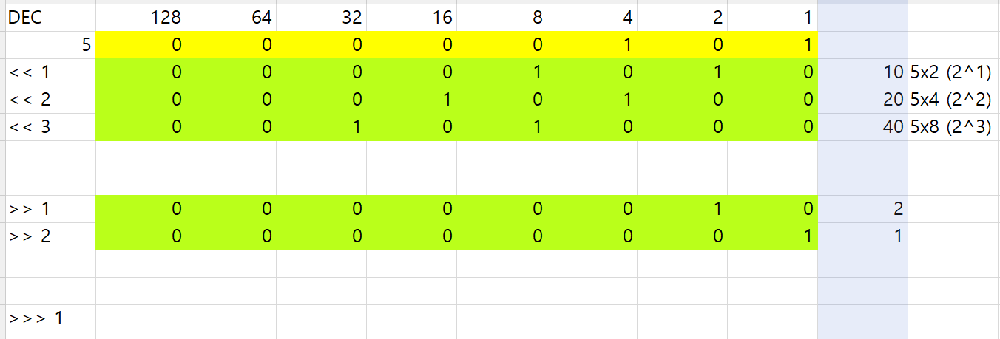 DEC 128 64 32 16 8 4 2 1
5 0 0 0 0 0 1 0 1
<< 1 0 0 0 0 1 0 1 0 10 5x2 (2^1)
<< 2 0 0 0 1 0 1 0 0 20 5x4 (2^2)
<< 3 0 0 1 0 1 0 0 0 40 5x8 (2^3)
>> 1 0 0 0 0 0 0 1 0 2
>> 2 0 0 0 0 0 0 0 1 1
>>> 1